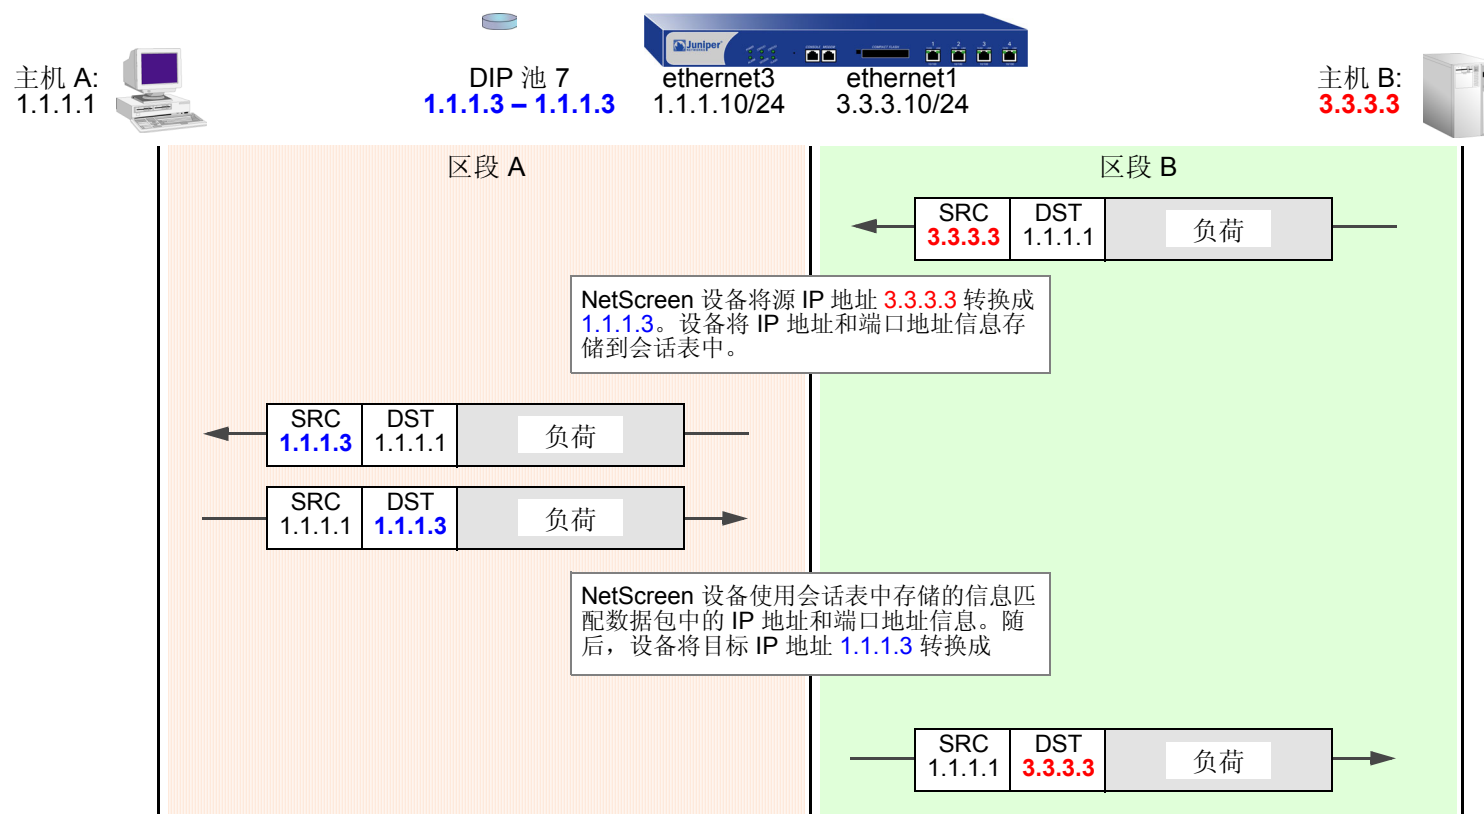 主机 A:
1.1.1.1
DIP 池 7
1.1.1.3 – 1.1.1.3
Juniper
1 2 3 4
ethernet3
1.1.1.10/24
ethernet1
3.3.3.10/24
主机 B:
3.3.3.3
区段 A
区段 B
SRC
3.3.3.3
DST
1.1.1.1
负荷
NetScreen 设备将源 IP 地址 3.3.3.3 转换成
1.1.1.3。设备将 IP 地址和端口地址信息存
储到会话表中。
SRC
1.1.1.3
DST
1.1.1.1
负荷
SRC
1.1.1.1
DST
1.1.1.3
负荷
NetScreen 设备使用会话表中存储的信息匹
配数据包中的 IP 地址和端口地址信息。随
后，设备将目标 IP 地址 1.1.1.3 转换成
SRC
1.1.1.1
DST
3.3.3.3
负荷